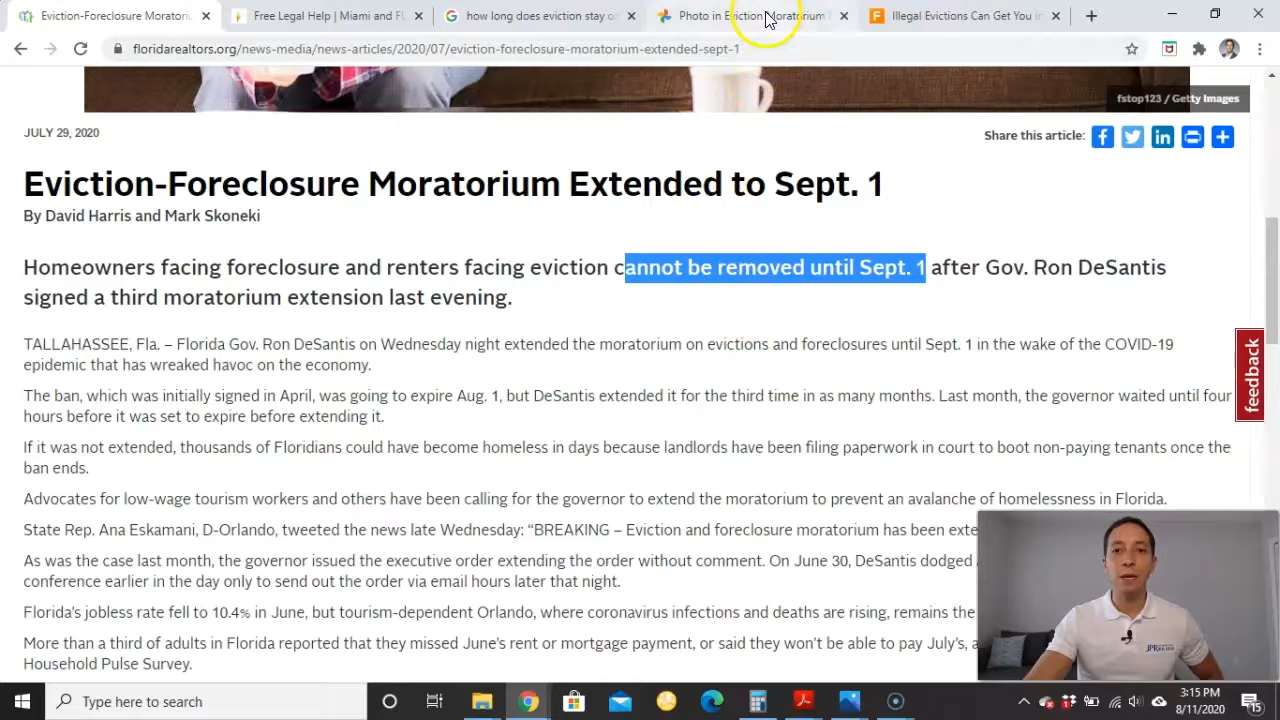 Eviction-Foreclosure Moratoriu
Free Legal Help | Miami and Fl
how long does eviction stay o
Photo in Eviction Moratorium
Illegal Evictions Can Get You in
floridarealtors.org/news-media/news-articles/2020/07/eviction-foreclosure-moratorium-extended-sept-1
fstop123 / Getty Images
JULY 29, 2020
Share this article:
Eviction-Foreclosure Moratorium Extended to Sept. 1
By David Harris and Mark Skoneki
Homeowners facing foreclosure and renters facing eviction cannot be removed until Sept. 1 after Gov. Ron DeSantis
signed a third moratorium extension last evening.
TALLAHASSEE, Fla. – Florida Gov. Ron DeSantis on Wednesday night extended the moratorium on evictions and foreclosures until Sept. 1 in the wake of the COVID-19
epidemic that has wreaked havoc on the economy.
The ban, which was initially signed in April, was going to expire Aug. 1, but DeSantis extended it for the third time in as many months. Last month, the governor waited until four
hours before it was set to expire before extending it.
If it was not extended, thousands of Floridians could have become homeless in days because landlords have been filing paperwork in court to boot non-paying tenants once the
ban ends.
Advocates for low-wage tourism workers and others have been calling for the governor to extend the moratorium to prevent an avalanche of homelessness in Florida.
State Rep. Ana Eskamani, D-Orlando, tweeted the news late Wednesday: “BREAKING – Eviction and foreclosure moratorium has been exte
As was the case last month, the governor issued the executive order extending the order without comment. On June 30, DeSantis dodged
conference earlier in the day only to send out the order via email hours later that night.
Florida’s jobless rate fell to 10.4% in June, but tourism-dependent Orlando, where coronavirus infections and deaths are rising, remains the
More than a third of adults in Florida reported that they missed June’s rent or mortgage payment, or said they won’t be able to pay July’s, a
Household Pulse Survey.
feedback
JPR
Type here to search
3:15 PM
8/11/2020
15